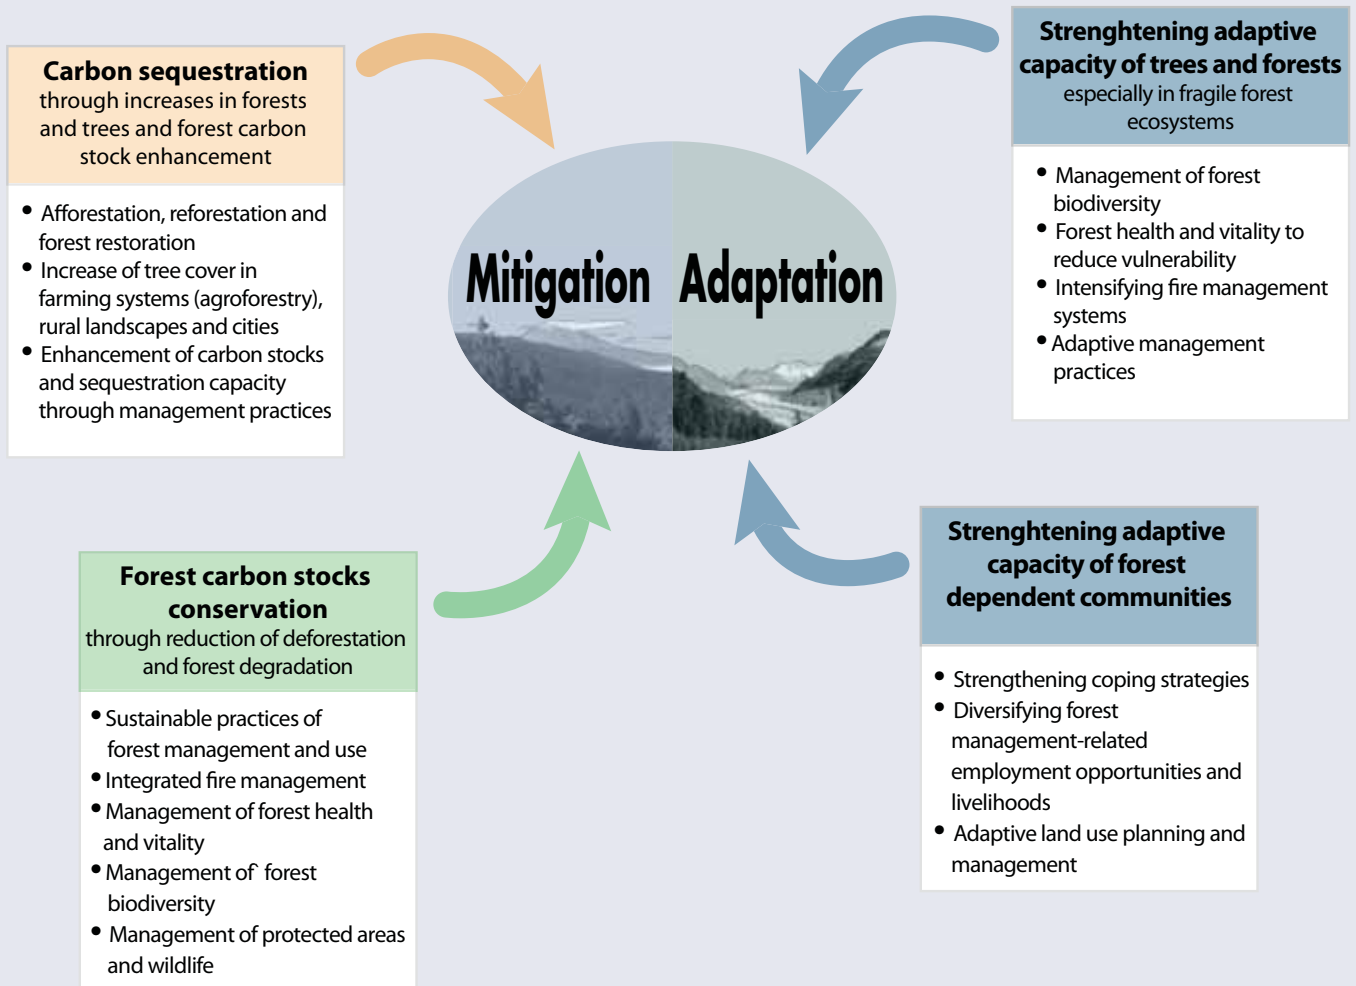 Carbon sequestration
through increases in forests
and trees and forest carbon
stock enhancement
• Afforestation, reforestation and
forest restoration
• Increase of tree cover in
farming systems (agroforestry),
rural landscapes and cities
• Enhancement of carbon stocks
and sequestration capacity
through management practices
Mitigation
Adaptation
Strenghtening adaptive
capacity of trees and forests
especially in fragile forest
ecosystems
• Management of forest
biodiversity
• Forest health and vitality to
reduce vulnerability
• Intensifying fire management
systems
• Adaptive management
practices
Forest carbon stocks
conservation
through reduction of deforestation
and forest degradation
• Sustainable practices of
forest management and use
• Integrated fire management
• Management of forest health
and vitality
• Management of` forest
biodiversity
• Management of protected areas
and wildlife
Strenghtening adaptive
capacity of forest
dependent communities
• Strengthening coping strategies
• Diversifying forest
management-related
employment opportunities and
livelihoods
• Adaptive land use planning and
management